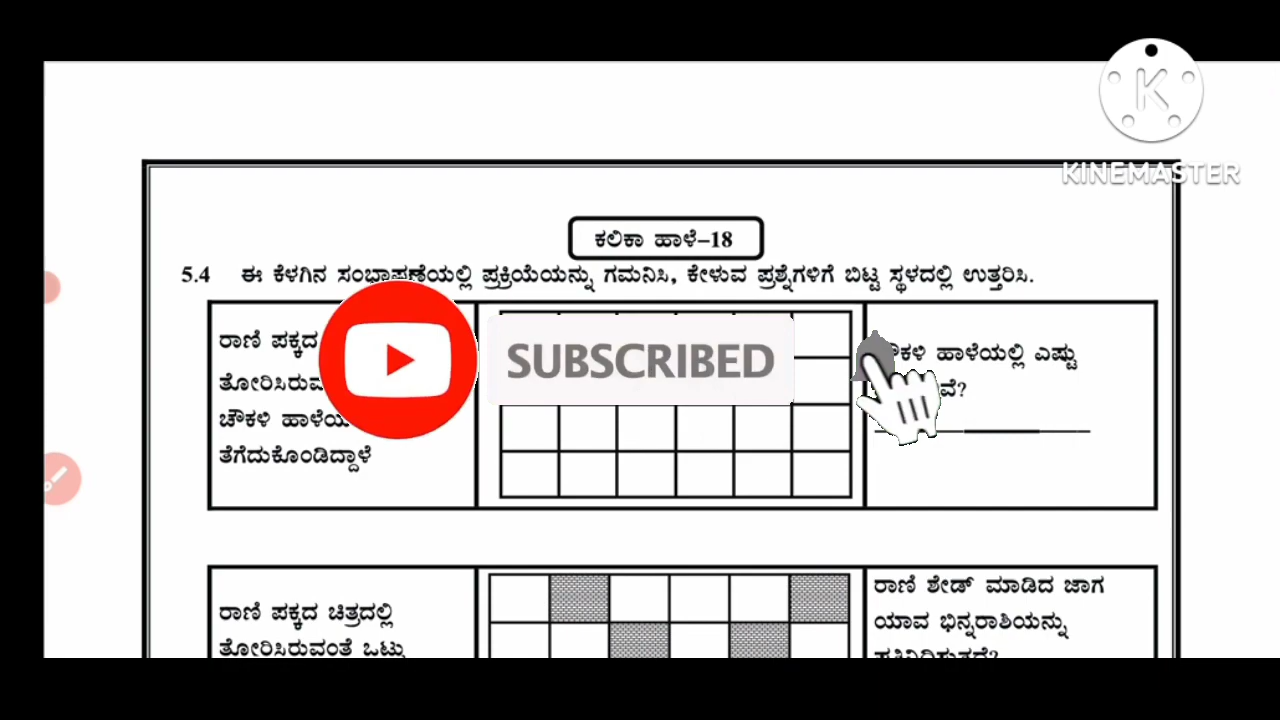 KINEMASTER
ಕಲಿಕಾ ಹಾಳೆ-18
5.4 ಈ ಕೆಳಗಿನ ಸಂಭಾಷಣೆಯಲ್ಲಿ ಪ್ರಕ್ರಿಯೆಯನ್ನು ಗಮನಿಸಿ, ಕೇಳುವ ಪ್ರಶ್ನೆಗಳಿಗೆ ಬಿಟ್ಟ ಸ್ಥಳದಲ್ಲಿ ಉತ್ತರಿಸಿ.
ರಾಣಿ ಪಕ್ಕದ
ಚೌಕಳಿ
ತೆಗೆದುಕೊಂಡಿದ್ದಾಳೆ
SUBSCRIBED
ಹಾಳೆಯಲ್ಲಿ ಎಷ್ಟು
ರಾಣಿ ಪಕ್ಕದ ಚಿತ್ರದಲ್ಲಿ
ತೋರಿಸಿರುವಂತೆ ಒಟ್ಟು
ರಾಣಿ ಶೇಡ್ ಮಾಡಿದ ಜಾಗ
ಯಾವ ಭಿನ್ನರಾಶಿಯನ್ನು